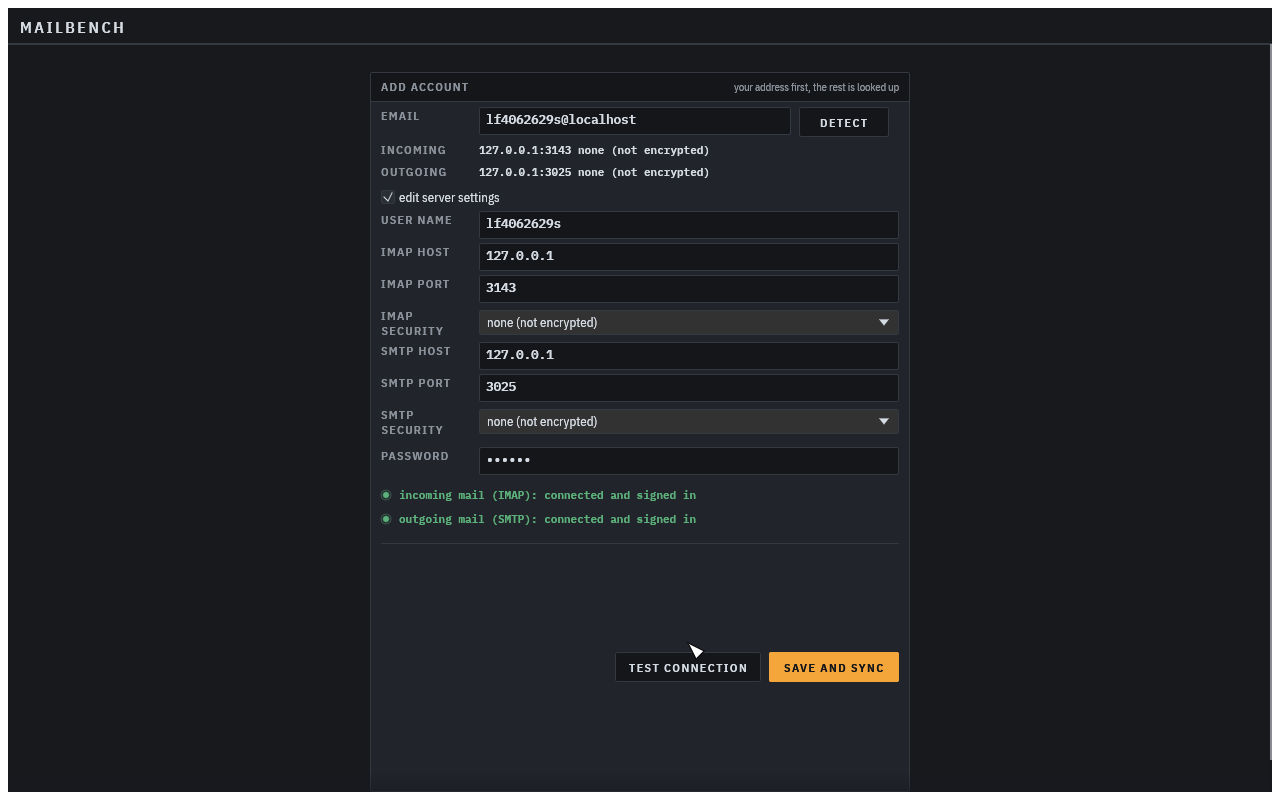 MAILBENCH
ADD ACCOUNT your address first, the rest is looked up
EMAIL lf4062629s@localhost DETECT
INCOMING 127.0.0.1:3143 none (not encrypted)
OUTGOING 127.0.0.1:3025 none (not encrypted)
edit server settings
USER NAME lf4062629s
IMAP HOST 127.0.0.1
IMAP PORT 3143
IMAP SECURITY none (not encrypted)
SMTP HOST 127.0.0.1
SMTP PORT 3025
SMTP SECURITY none (not encrypted)
PASSWORD ••••••
incoming mail (IMAP): connected and signed in
outgoing mail (SMTP): connected and signed in
TEST CONNECTION SAVE AND SYNC